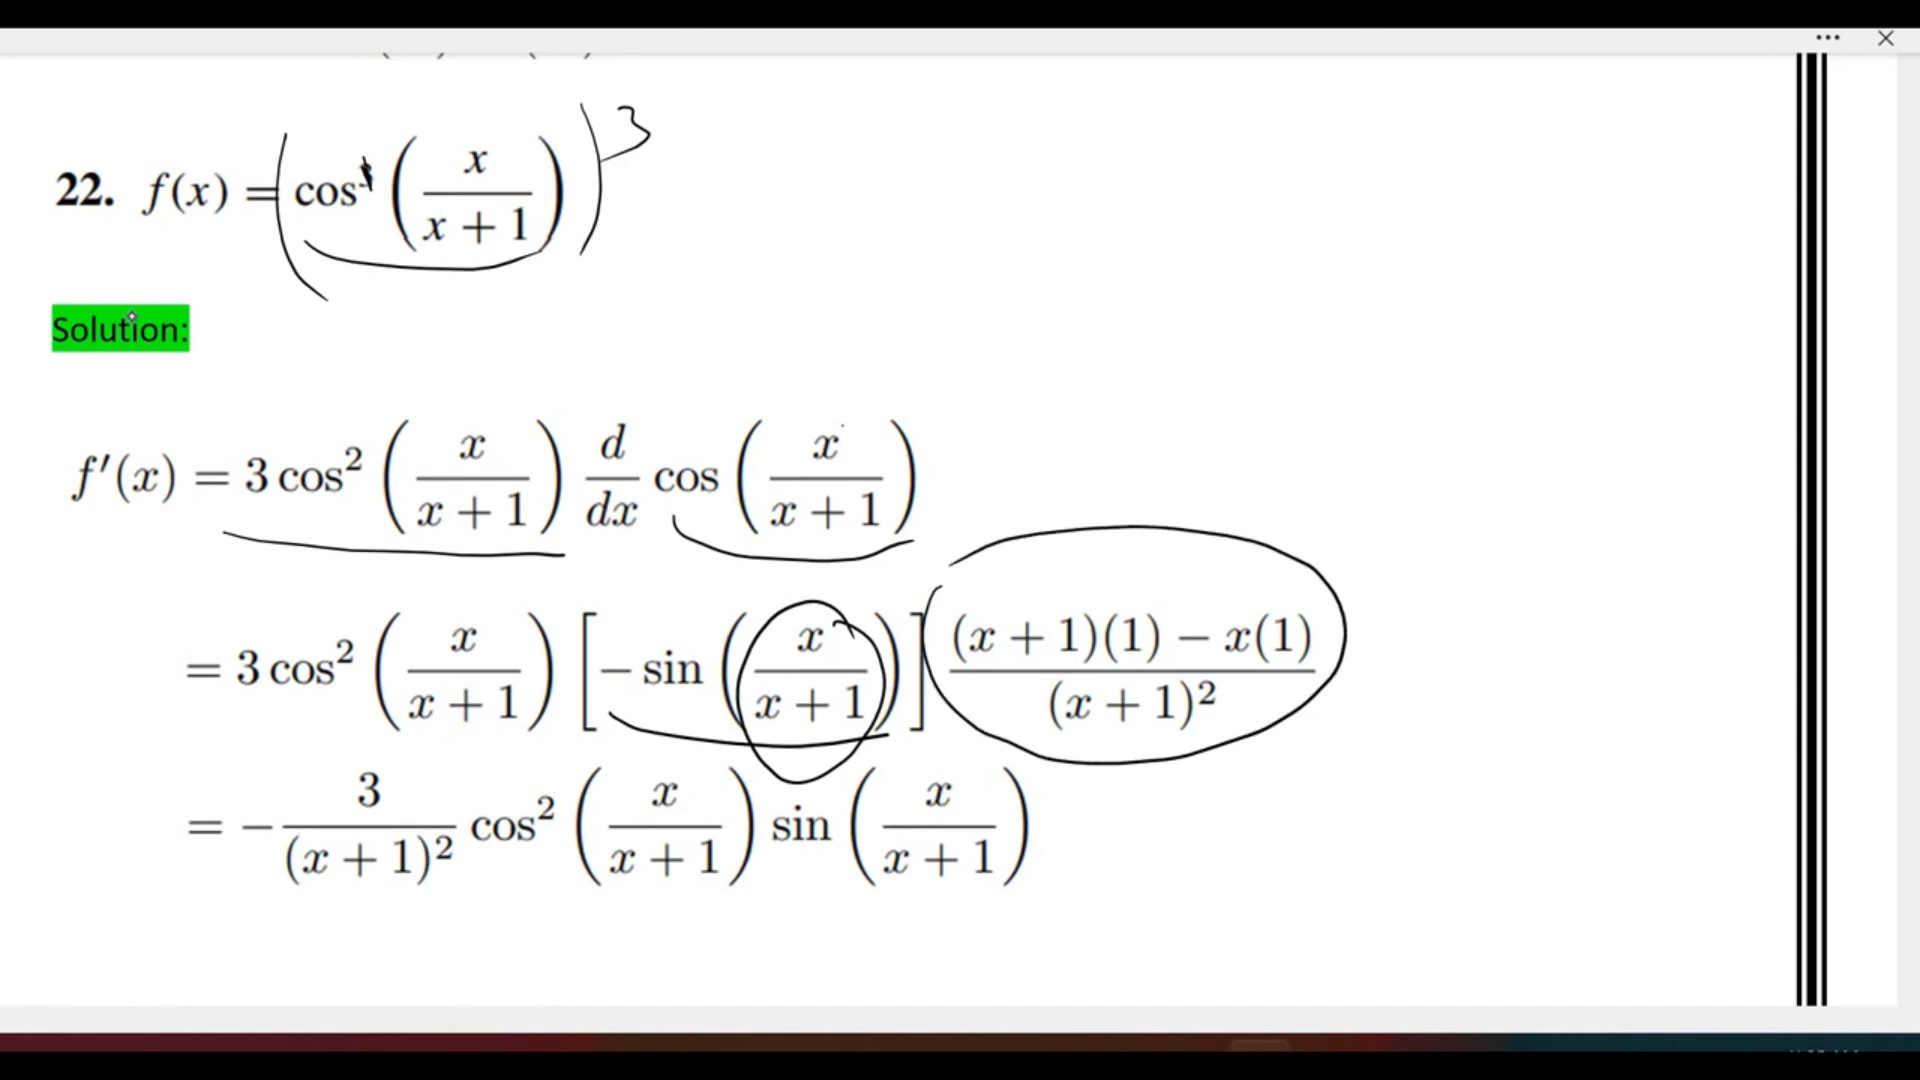 22. f(x) = (cos³ (x / (x + 1)))³
Solution:
f′(x) = 3 cos² (x / (x + 1)) d/dx cos (x / (x + 1))
= 3 cos² (x / (x + 1)) [− sin (x / (x + 1))] ((x + 1)(1) − x(1)) / (x + 1)²
= − 3 / (x + 1)² cos² (x / (x + 1)) sin (x / (x + 1))